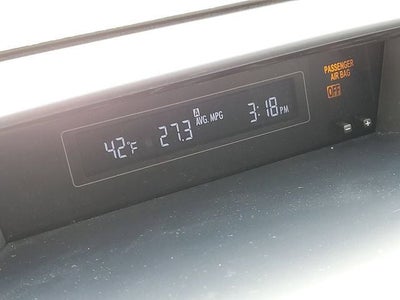 42°F 27.3 A AVG. MPG 3:18 PM
PASSENGER
AIR BAG
OFF
- +